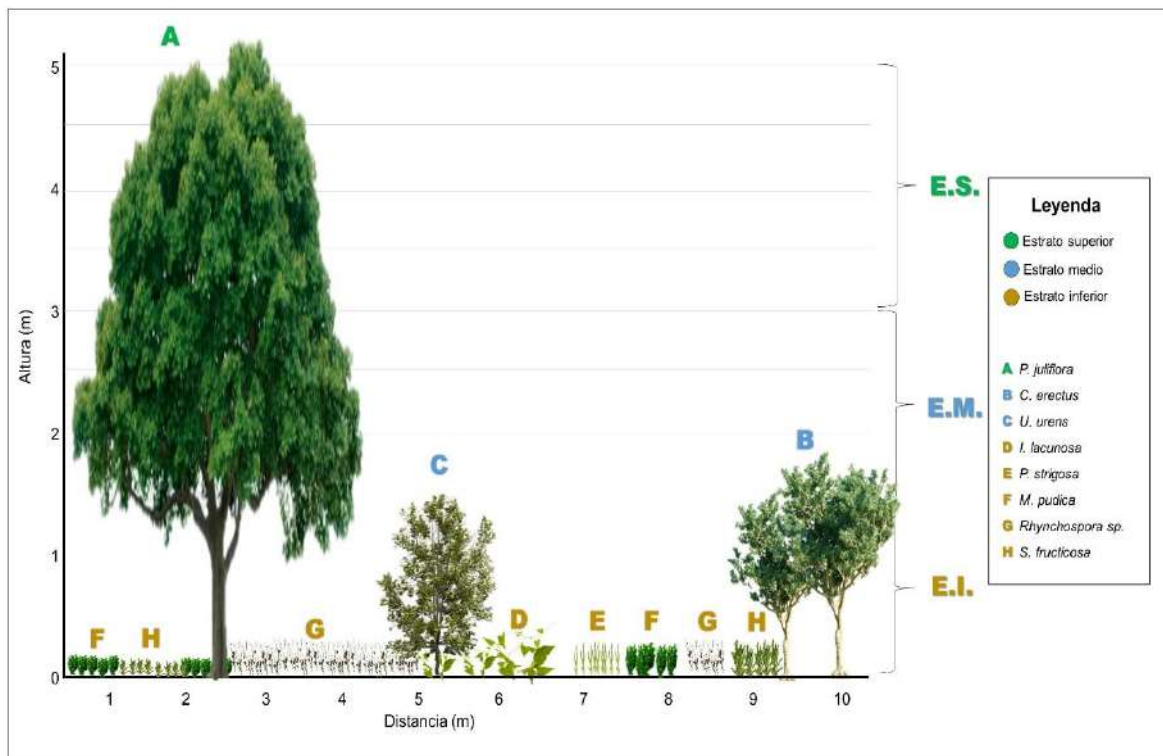 A
5
4
3
2
1
0
Altura (m)
C
B
F
H
G
D
E
F
G
H
1
2
3
4
5
6
7
8
9
10
Distancia (m)
E.S.
E.M.
E.I.
Leyenda
Estrato superior
Estrato medio
Estrato inferior
A P. juliflora
B C. erectus
C U. urens
D I. lacunosa
E P. strigosa
F M. pudica
G Rhynchospora sp.
H S. fructicosa